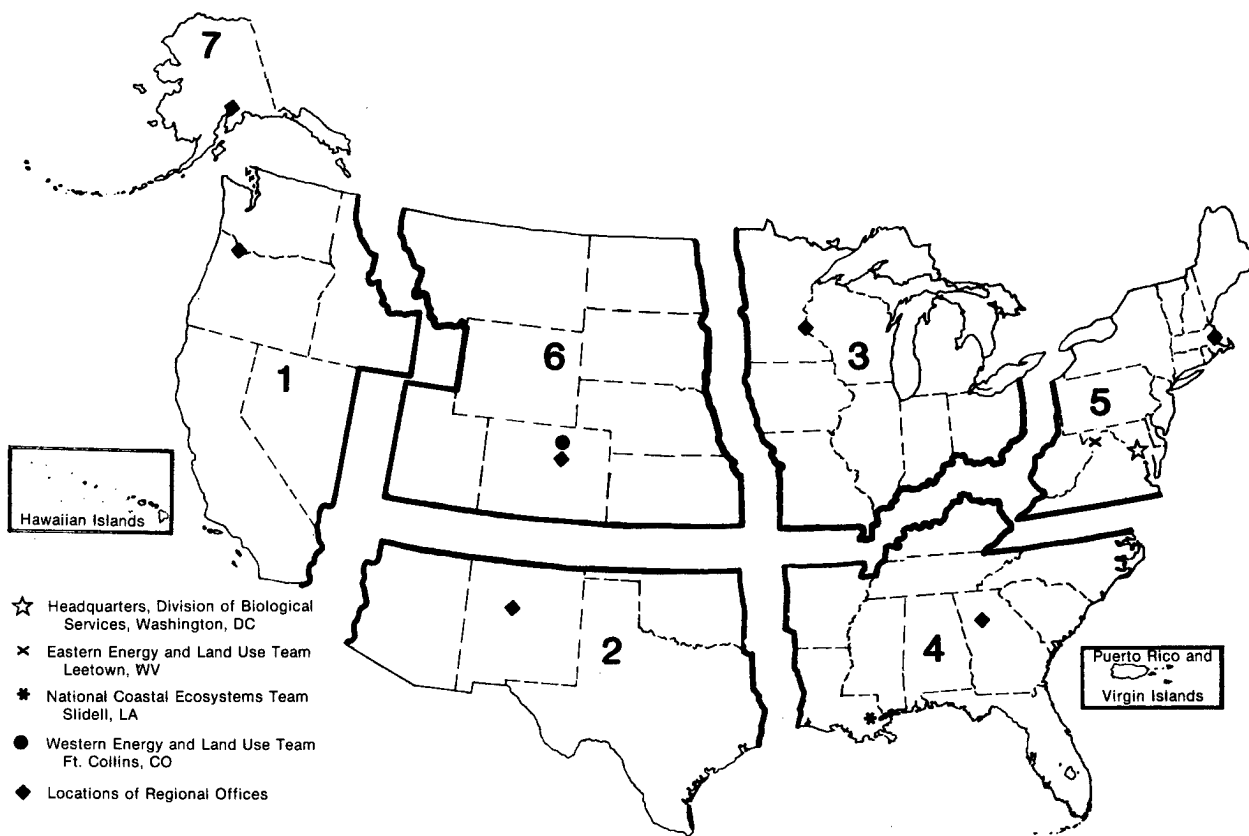 7
6
3
1
5
Hawaiian Islands
2
4
Puerto Rico and
Virgin Islands
Headquarters, Division of Biological
Services, Washington, DC
Eastern Energy and Land Use Team
Leetown, WV
National Coastal Ecosystems Team
Slidell, LA
Western Energy and Land Use Team
Ft. Collins, CO
Locations of Regional Offices